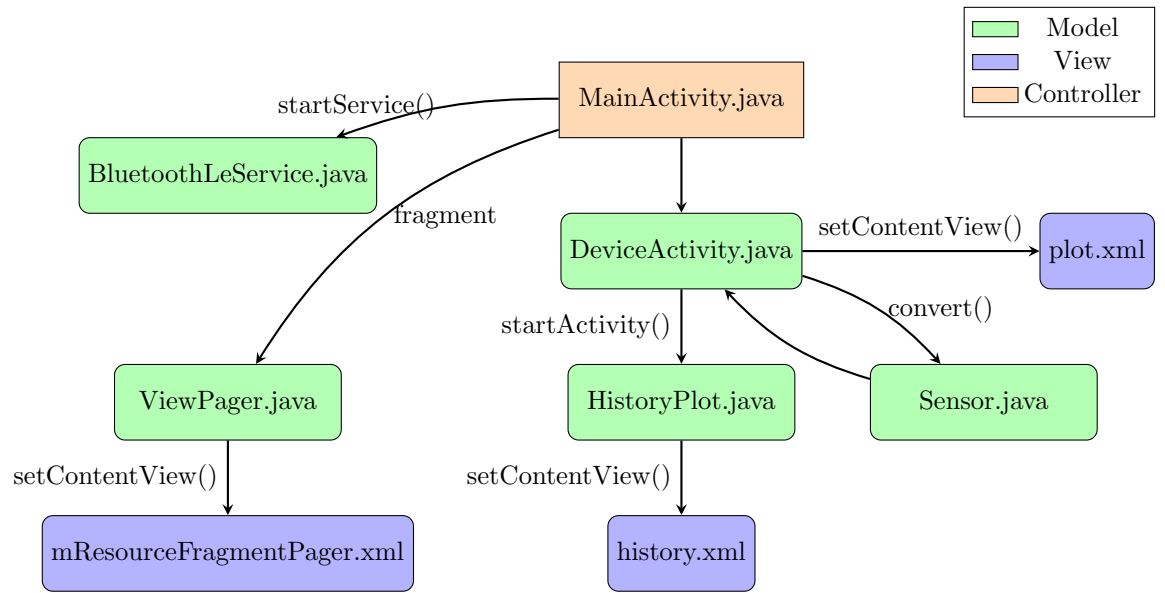 Model
View
Controller
MainActivity.java
startService()
BluetoothLeService.java
fragment
DeviceActivity.java
setContentView()
plot.xml
convert()
startActivity()
ViewPager.java
HistoryPlot.java
Sensor.java
setContentView()
setContentView()
mResourceFragmentPager.xml
history.xml